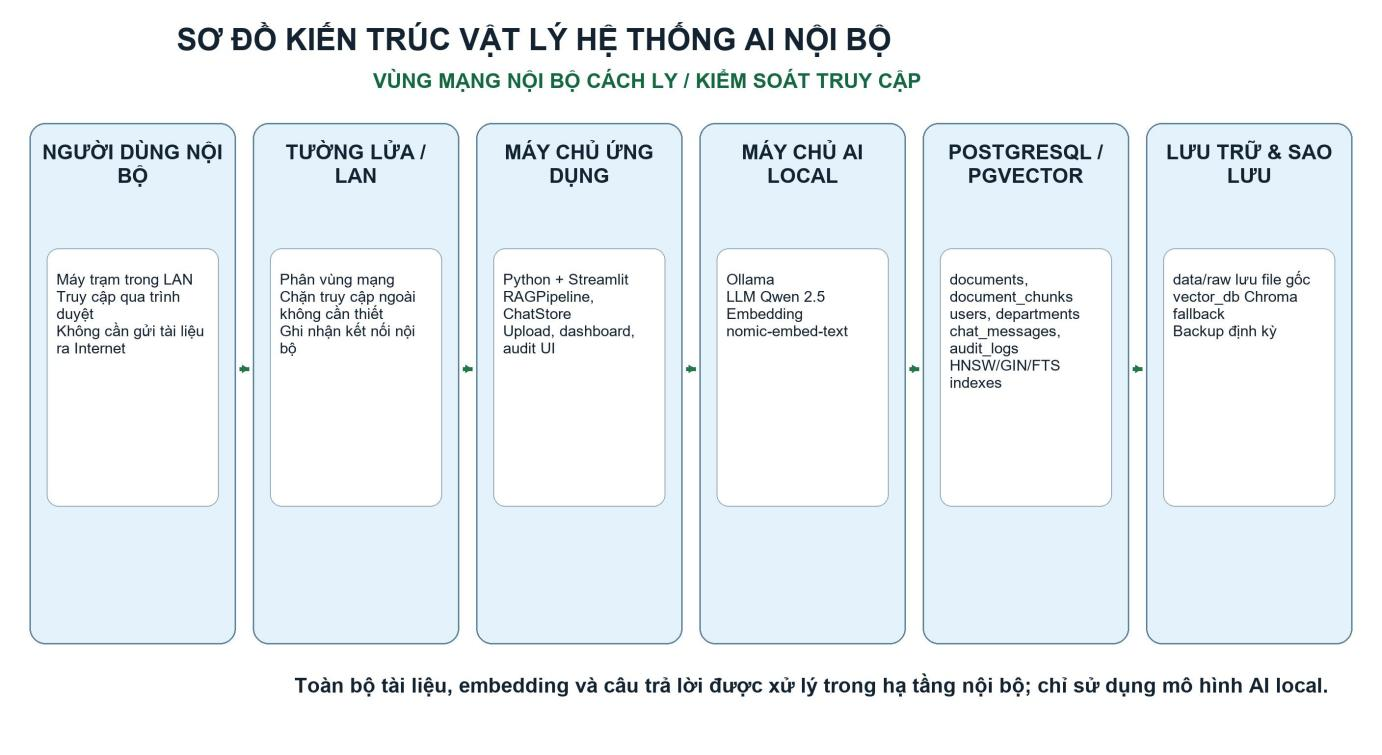 SƠ ĐỒ KIẾN TRÚC VẬT LÝ HỆ THỐNG AI NỘI BỘ
VÙNG MẠNG NỘI BỘ CÁCH LY / KIỂM SOÁT TRUY CẬP
NGƯỜI DÙNG NỘI
BỘ
Máy trạm trong LAN
Truy cập qua trình
duyệt
Không cần gửi tài liệu
ra Internet
TƯỜNG LỬA /
LAN
Phân vùng mạng
Chặn truy cập ngoài
không cần thiết
Ghi nhận kết nối nội
bộ
MÁY CHỦ ỨNG
DỤNG
Python + Streamlit
RAGPipeline,
ChatStore
Upload, dashboard,
audit UI
MÁY CHỦ AI
LOCAL
Ollama
LLM Qwen 2.5
Embedding
nomic-embed-text
POSTGRESQL /
PGVECTOR
documents,
document_chunks
users, departments
chat_messages,
audit_logs
HNSW/GIN/FTS
indexes
LƯU TRỮ & SAO
LƯU
data/raw lưu file gốc
vector_db Chroma
fallback
Backup định kỳ
Toàn bộ tài liệu, embedding và câu trả lời được xử lý trong hạ tầng nội bộ; chỉ sử dụng mô hình AI local.